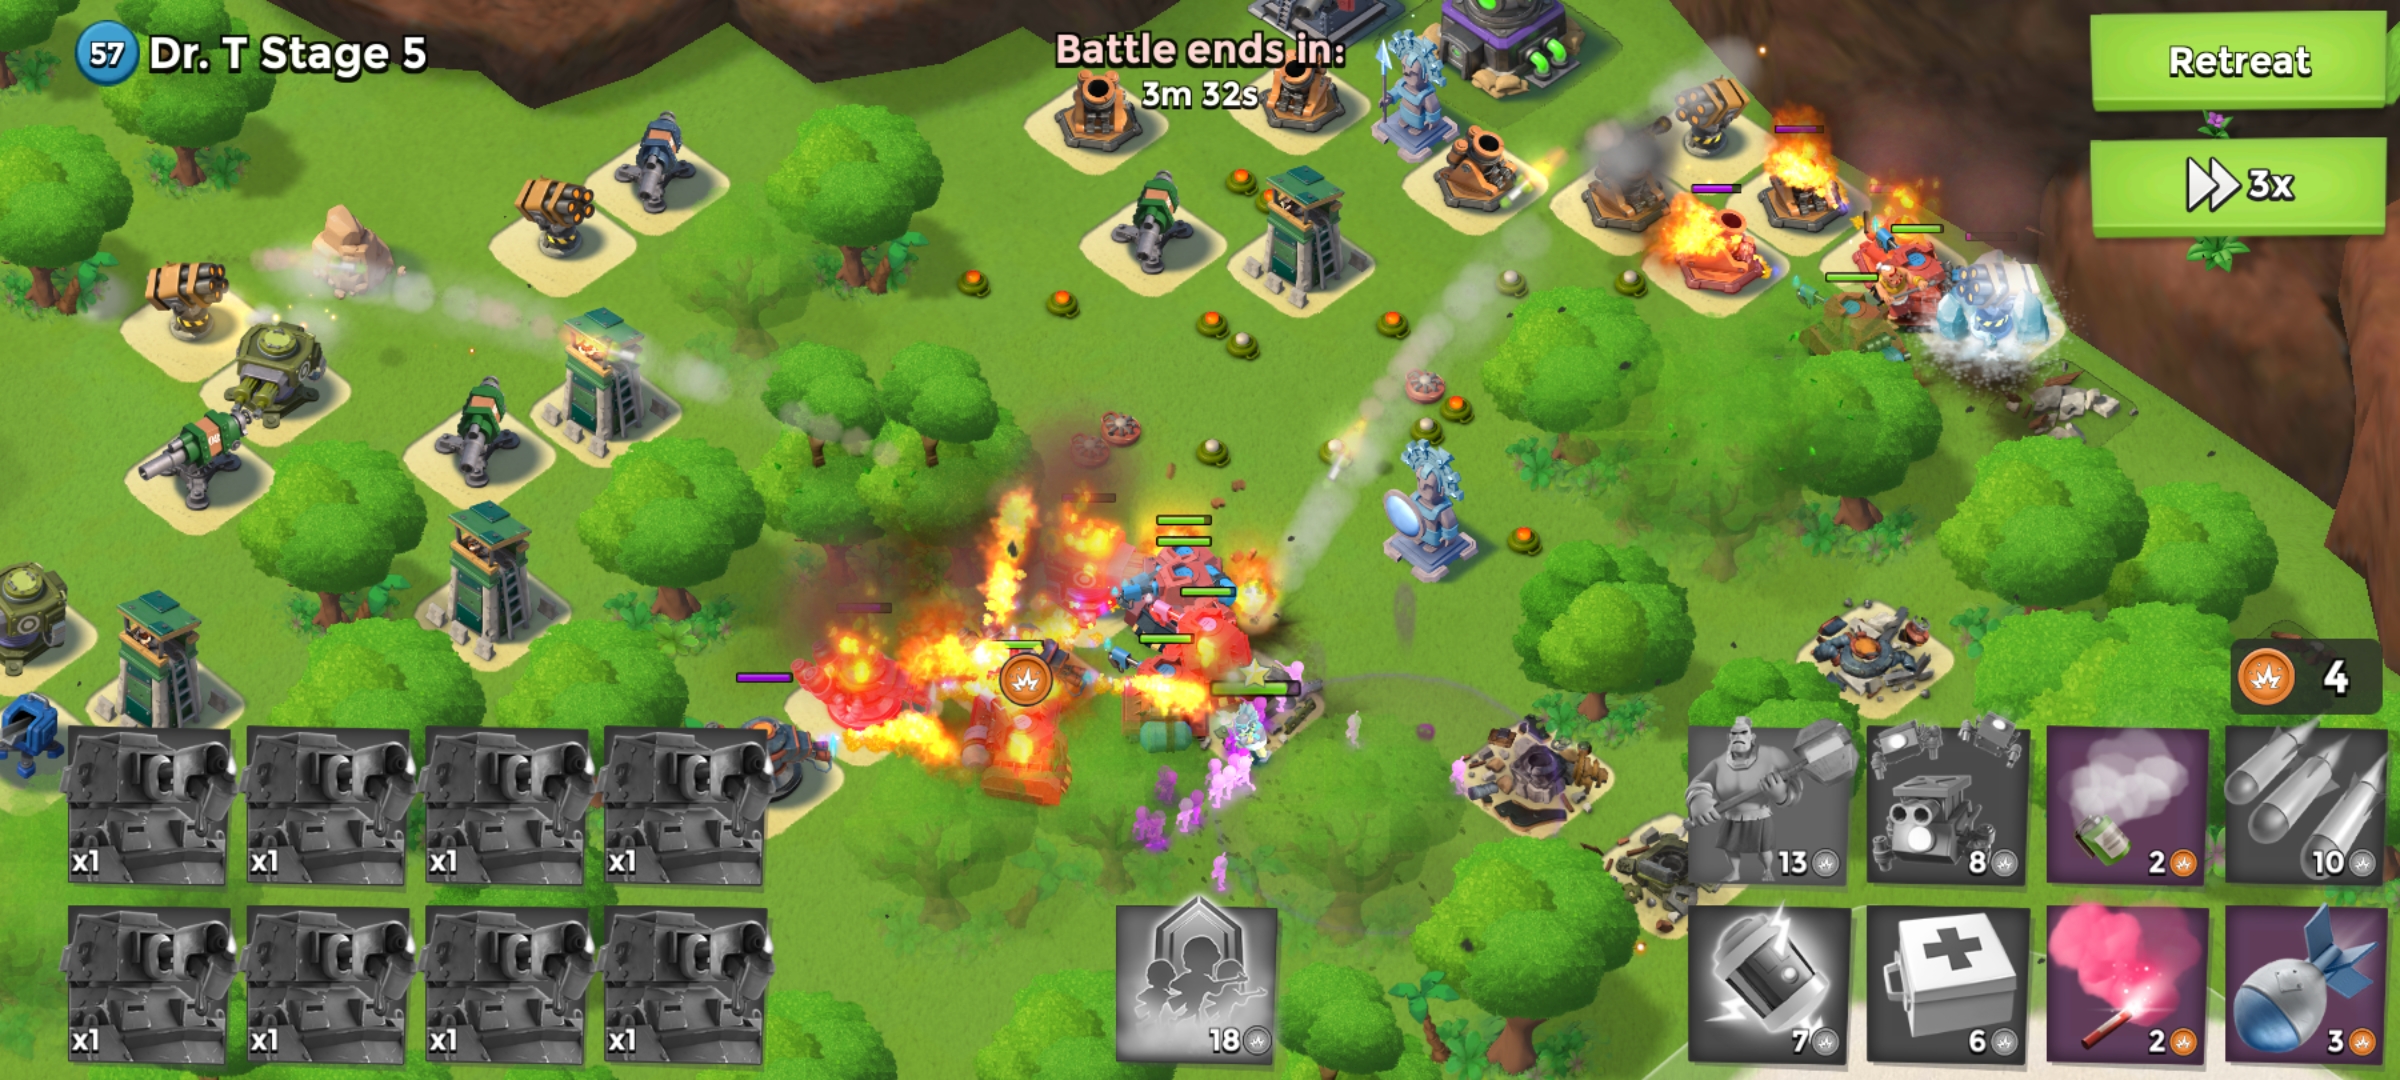 57 Dr. T Stage 5
Battle ends in:
3m 32s
Retreat
3x
4
x1 x1 x1 x1
13 8 2 10
x1 x1 x1 x1
18
7 6 2 3